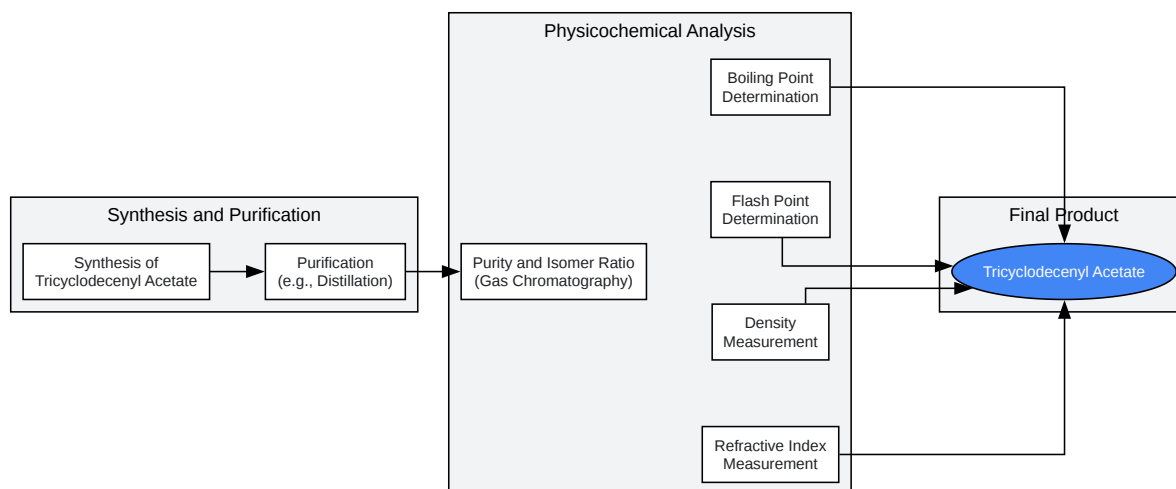 Physicochemical Analysis
Boiling Point
Determination
Synthesis and Purification
Flash Point
Determination
Final Product
Synthesis of
Tricyclodecenyl Acetate
Purification
(e.g., Distillation)
Purity and Isomer Ratio
(Gas Chromatography)
Tricyclodecenyl Acetate
Density
Measurement
Refractive Index
Measurement